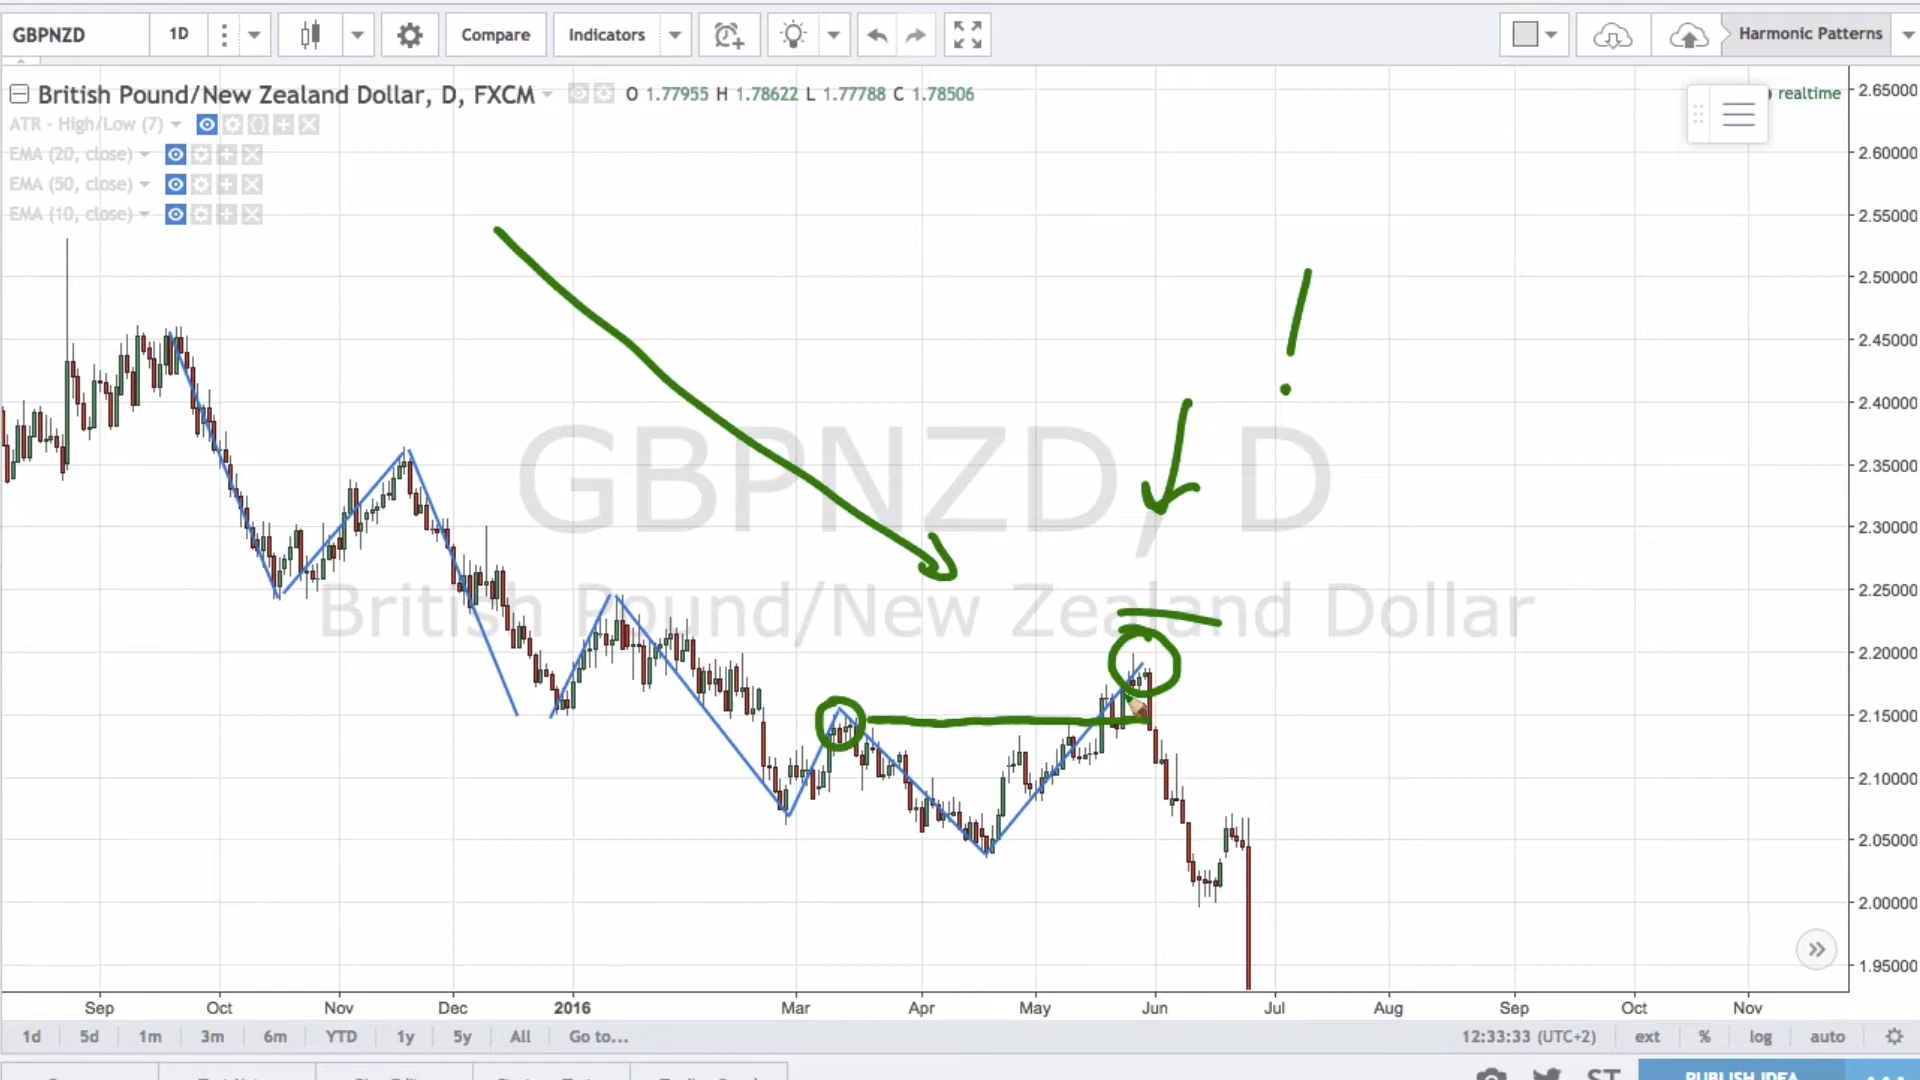 GBPNZD 1D Compare Indicators Harmonic Patterns
British Pound/New Zealand Dollar, D, FXCM O 1.77955 H 1.78622 L 1.77788 C 1.78506 realtime
ATR - High/Low (7)
EMA (20, close)
EMA (50, close)
EMA (10, close)
!
GBPNZD, D
British Pound/New Zealand Dollar
2.65000
2.60000
2.55000
2.50000
2.45000
2.40000
2.35000
2.30000
2.25000
2.20000
2.15000
2.10000
2.05000
2.00000
1.95000
Sep Oct Nov Dec 2016 Mar Apr May Jun Jul Aug Sep Oct Nov
1d 5d 1m 3m 6m YTD 1y 5y All Go to... 12:33:33 (UTC+2) ext % log auto
ST PUBLISH IDEA